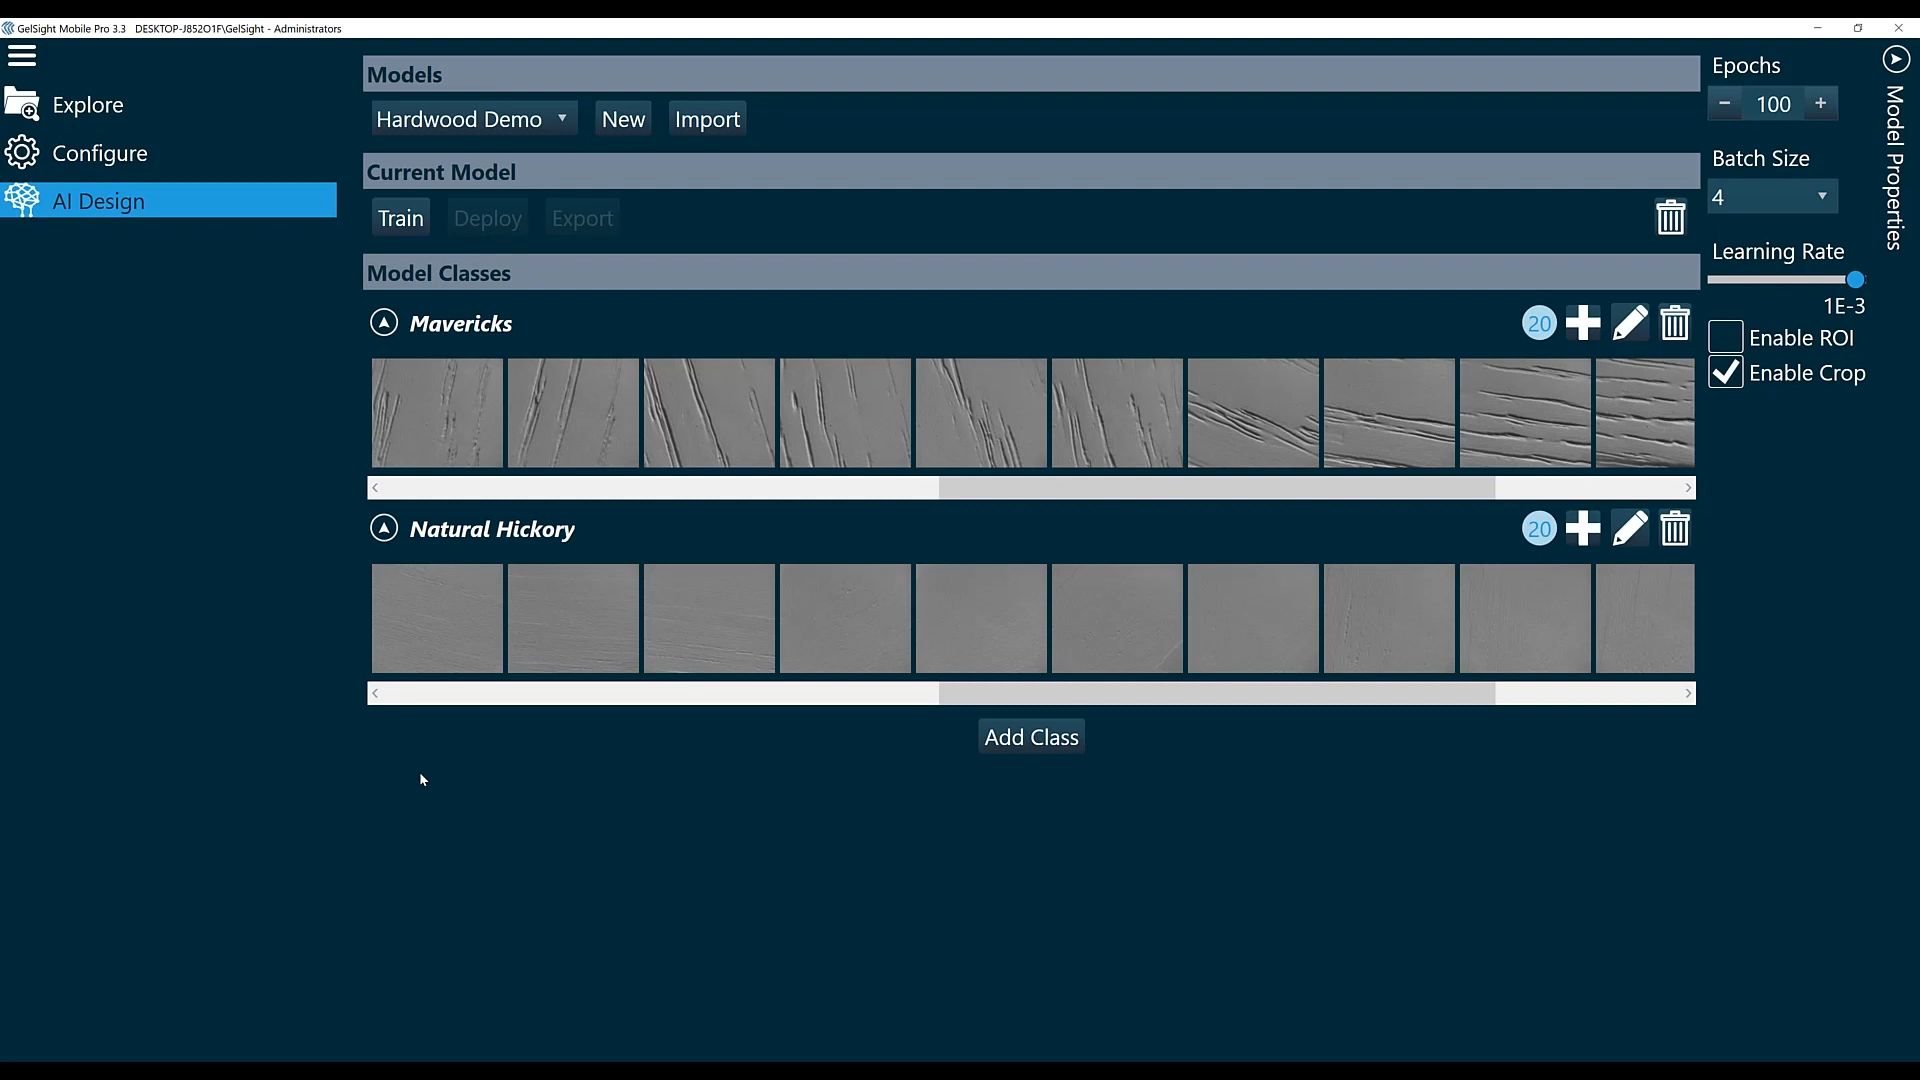 GelSight Mobile Pro 3.3 DESKTOP-J852O1F\GelSight - Administrators
Explore
Configure
AI Design
Models
Hardwood Demo New Import
Current Model
Train Deploy Export
Model Classes
Mavericks 20
Natural Hickory 20
Add Class
Epochs
- 100 +
Batch Size
4
Learning Rate
1E-3
Enable ROI
Enable Crop
Model Properties